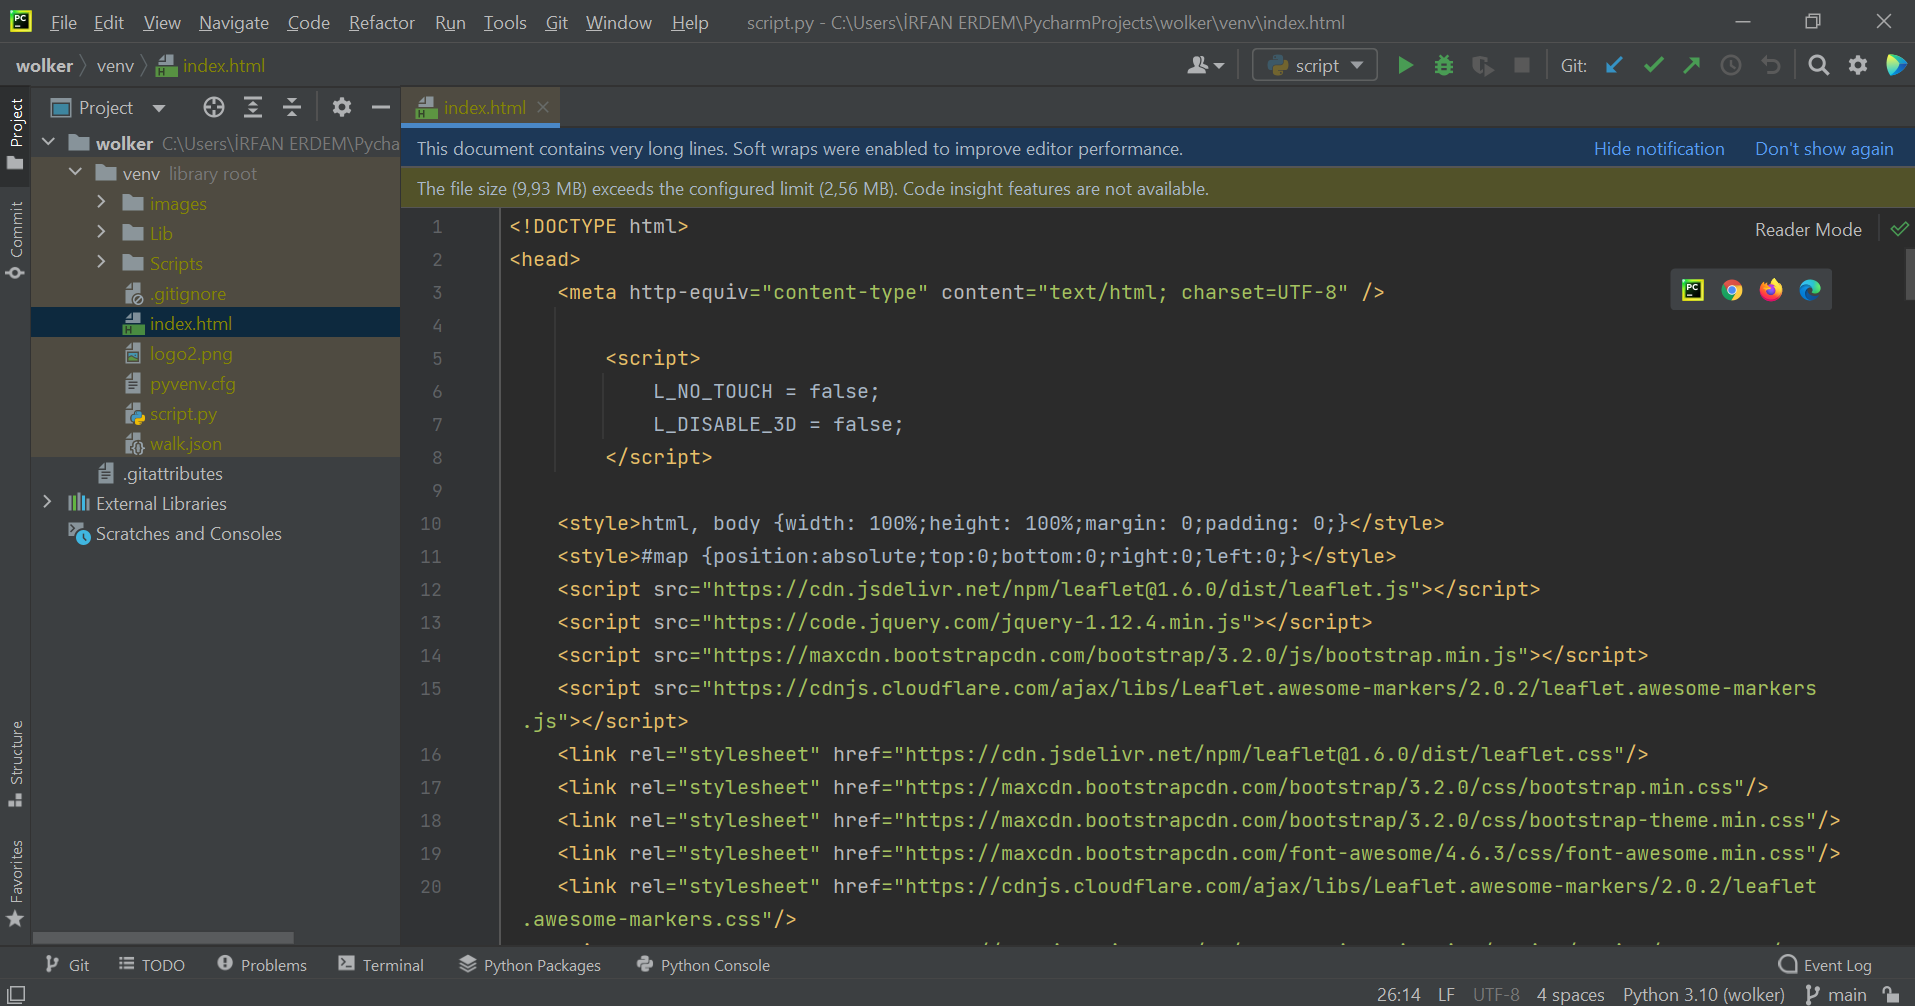 File Edit View Navigate Code Refactor Run Tools Git Window Help script.py - C:\Users\İRFAN ERDEM\PycharmProjects\wolker\venv\index.html
wolker venv index.html script Git:
Project
index.html
wolker C:\Users\İRFAN ERDEM\Pycha
venv library root
images
Lib
Scripts
.gitignore
index.html
logo2.png
pyvenv.cfg
script.py
walk.json
.gitattributes
External Libraries
Scratches and Consoles
Project
Commit
Structure
Favorites
This document contains very long lines. Soft wraps were enabled to improve editor performance. Hide notification Don't show again
The file size (9,93 MB) exceeds the configured limit (2,56 MB). Code insight features are not available.
Reader Mode
1 <!DOCTYPE html>
2 <head>
3 <meta http-equiv="content-type" content="text/html; charset=UTF-8" />
4
5 <script>
6 L_NO_TOUCH = false;
7 L_DISABLE_3D = false;
8 </script>
9
10 <style>html, body {width: 100%;height: 100%;margin: 0;padding: 0;}</style>
11 <style>#map {position:absolute;top:0;bottom:0;right:0;left:0;}</style>
12 <script src="https://cdn.jsdelivr.net/npm/leaflet@1.6.0/dist/leaflet.js"></script>
13 <script src="https://code.jquery.com/jquery-1.12.4.min.js"></script>
14 <script src="https://maxcdn.bootstrapcdn.com/bootstrap/3.2.0/js/bootstrap.min.js"></script>
15 <script src="https://cdnjs.cloudflare.com/ajax/libs/Leaflet.awesome-markers/2.0.2/leaflet.awesome-markers
.js"></script>
16 <link rel="stylesheet" href="https://cdn.jsdelivr.net/npm/leaflet@1.6.0/dist/leaflet.css"/>
17 <link rel="stylesheet" href="https://maxcdn.bootstrapcdn.com/bootstrap/3.2.0/css/bootstrap.min.css"/>
18 <link rel="stylesheet" href="https://maxcdn.bootstrapcdn.com/bootstrap/3.2.0/css/bootstrap-theme.min.css"/>
19 <link rel="stylesheet" href="https://maxcdn.bootstrapcdn.com/font-awesome/4.6.3/css/font-awesome.min.css"/>
20 <link rel="stylesheet" href="https://cdnjs.cloudflare.com/ajax/libs/Leaflet.awesome-markers/2.0.2/leaflet
.awesome-markers.css"/>
Git TODO Problems Terminal Python Packages Python Console Event Log
26:14 LF UTF-8 4 spaces Python 3.10 (wolker) main